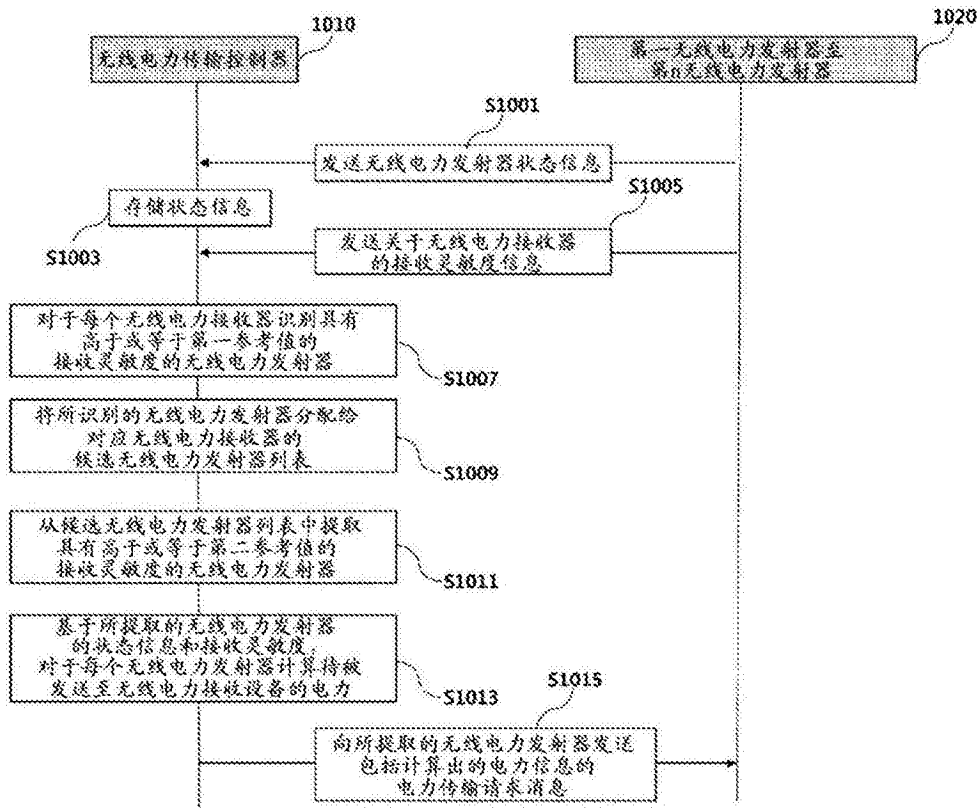 1010
1020
无线电力传输控制器
第一无线电力发射器至
第n无线电力发射器
S1001
发送无线电力发射器状态信息
S1005
存储状态信息
S1003
发送关于无线电力接收器
的接收灵敏度信息
对于每个无线电力接收器识别具有
高于或等于第一参考值的
接收灵敏度的无线电力发射器
S1007
将所识别的无线电力发射器分配给
对应无线电力接收器的
候选无线电力发射器列表
S1009
从候选无线电力发射器列表中提取
具有高于或等于第二参考值的
接收灵敏度的无线电力发射器
S1011
基于所提取的无线电力发射器
的状态信息和接收灵敏度,
对于每个无线电力发射器计算待被
发送至无线电力接收设备的电力
S1013
S1015
向所提取的无线电力发射器发送
包括计算出的电力信息的
电力传输请求消息